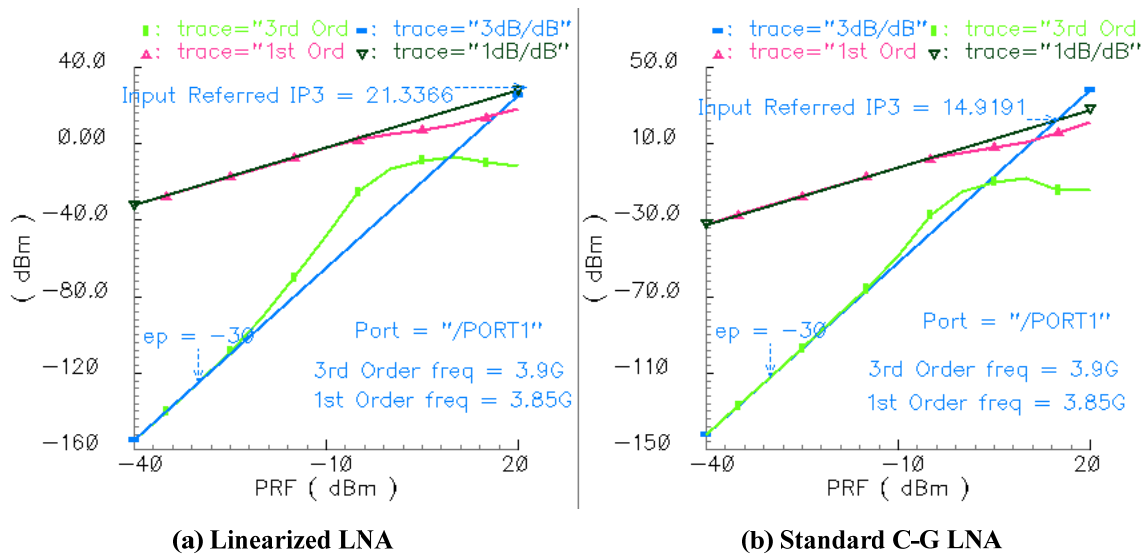 : trace="3rd Ord : trace="3dB/dB"
: trace="1st Ord : trace="1dB/dB"
40.0
0.00
-40.0
-80.0
-120
-160
( dBm )
Input Referred IP3 = 21.3366
ep = -30
Port = "/PORT1"
3rd Order freq = 3.9G
1st Order freq = 3.85G
-40
-10
20
PRF ( dBm )
(a) Linearized LNA
: trace="3dB/dB" : trace="3rd Ord
: trace="1st Ord : trace="1dB/dB"
50.0
10.0
-30.0
-70.0
-110
-150
( dBm )
Input Referred IP3 = 14.9191
ep = -30
Port = "/PORT1"
3rd Order freq = 3.9G
1st Order freq = 3.85G
-40
-10
20
PRF ( dBm )
(b) Standard C-G LNA